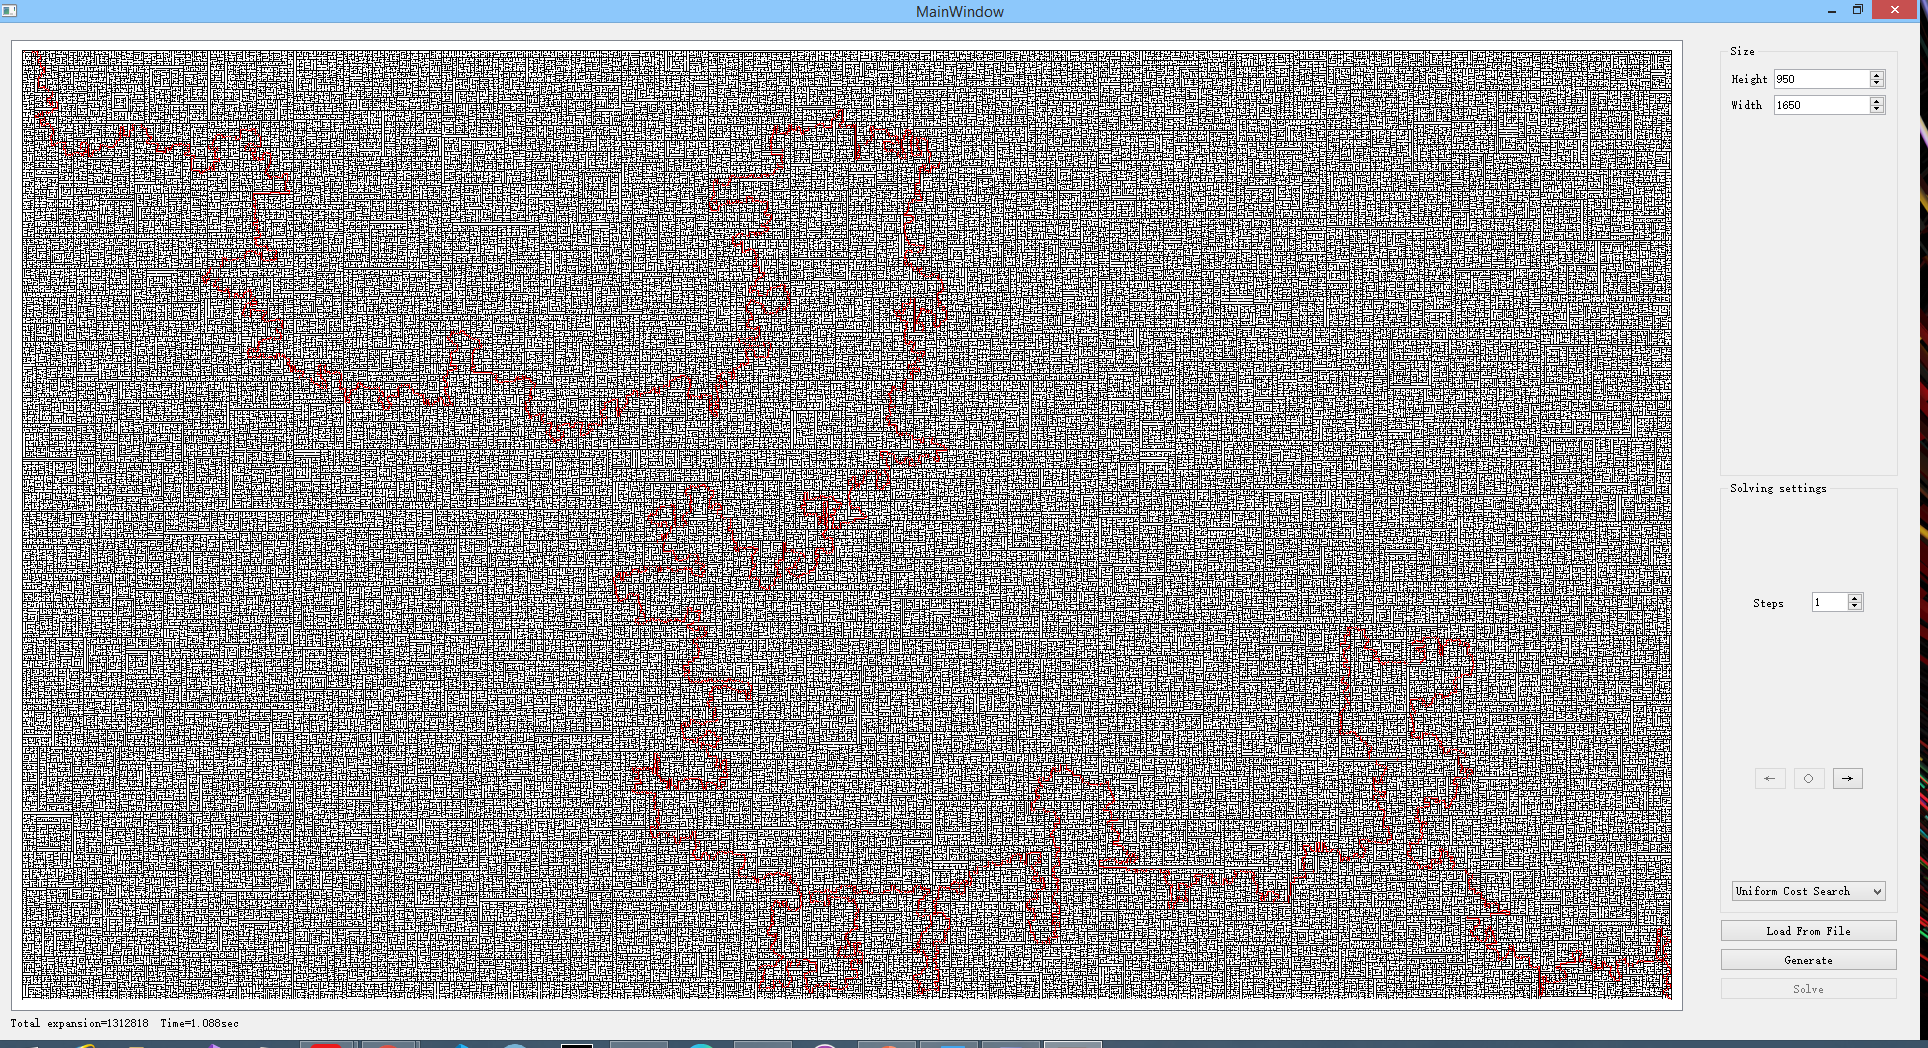 MainWindow
Size
Height 950
Width 1650
Solving settings
Steps 1
← ○ →
Uniform Cost Search
Load From File
Generate
Solve
Total expansion=1312818 Time=1.088sec